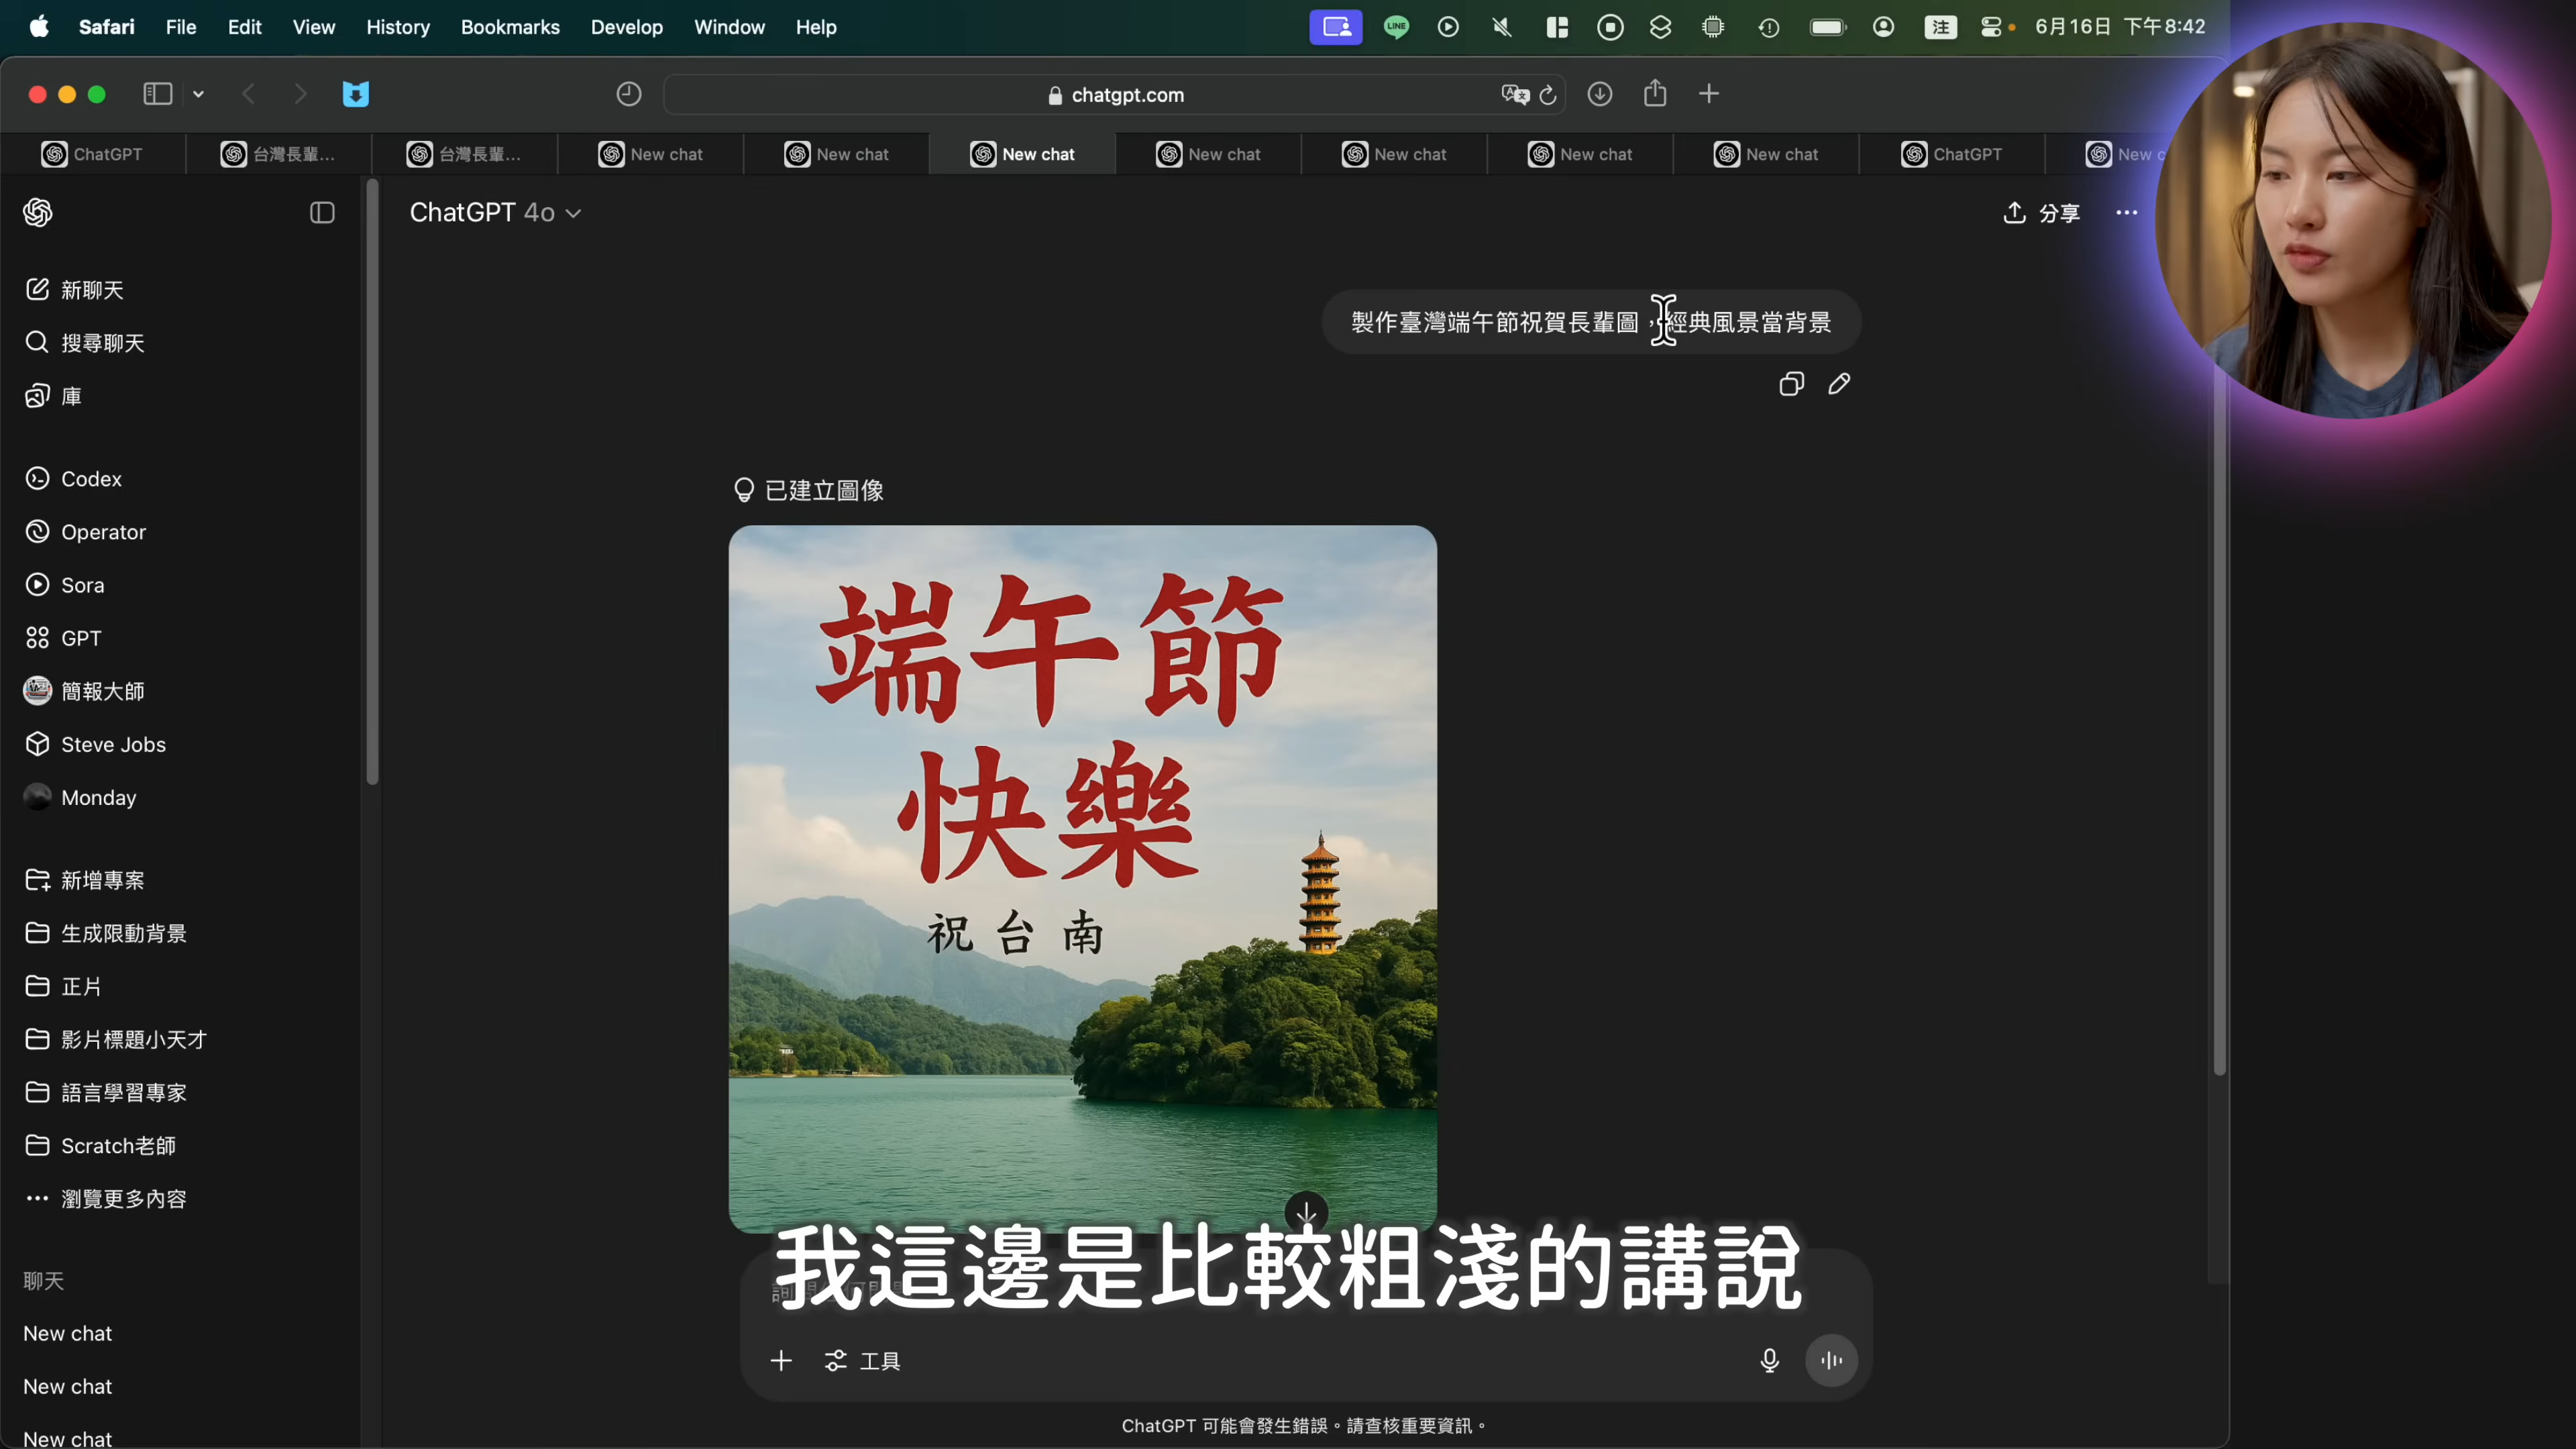 Safari File Edit View History Bookmarks Develop Window Help
LINE
注
6月16日 下午8:42
chatgpt.com
ChatGPT
台灣長輩...
台灣長輩...
New chat
New chat
New chat
New chat
New chat
New chat
New chat
ChatGPT
New c
ChatGPT 4o
分享
新聊天
搜尋聊天
庫
Codex
Operator
Sora
GPT
簡報大師
Steve Jobs
Monday
新增專案
生成限動背景
正片
影片標題小天才
語言學習專家
Scratch老師
瀏覽更多內容
聊天
New chat
New chat
New chat
製作臺灣端午節祝賀長輩圖，經典風景當背景
已建立圖像
端午節
快樂
祝台南
我這邊是比較粗淺的講說
工具
ChatGPT 可能會發生錯誤。請查核重要資訊。